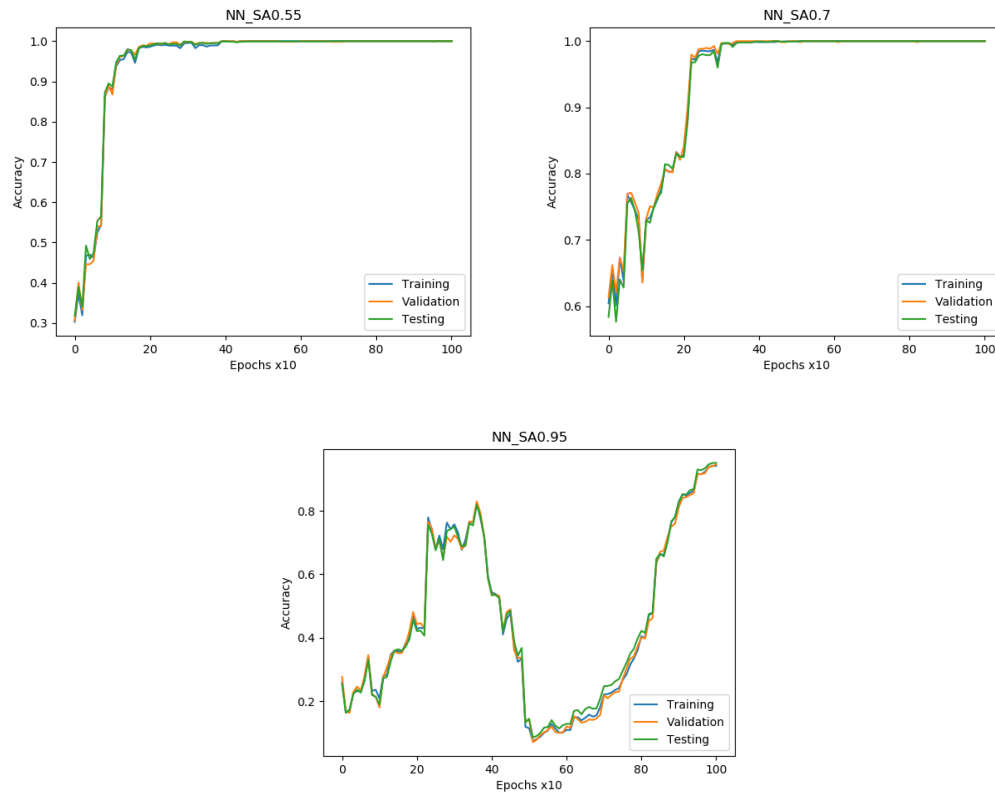 NN_SA0.55
1.0
0.9
0.8
0.7
0.6
0.5
0.4
0.3
Accuracy
Training
Validation
Testing
0 20 40 60 80 100
Epochs x10
NN_SA0.7
1.0
0.9
0.8
0.7
0.6
Accuracy
Training
Validation
Testing
0 20 40 60 80 100
Epochs x10
NN_SA0.95
0.8
0.6
0.4
0.2
Accuracy
Training
Validation
Testing
0 20 40 60 80 100
Epochs x10